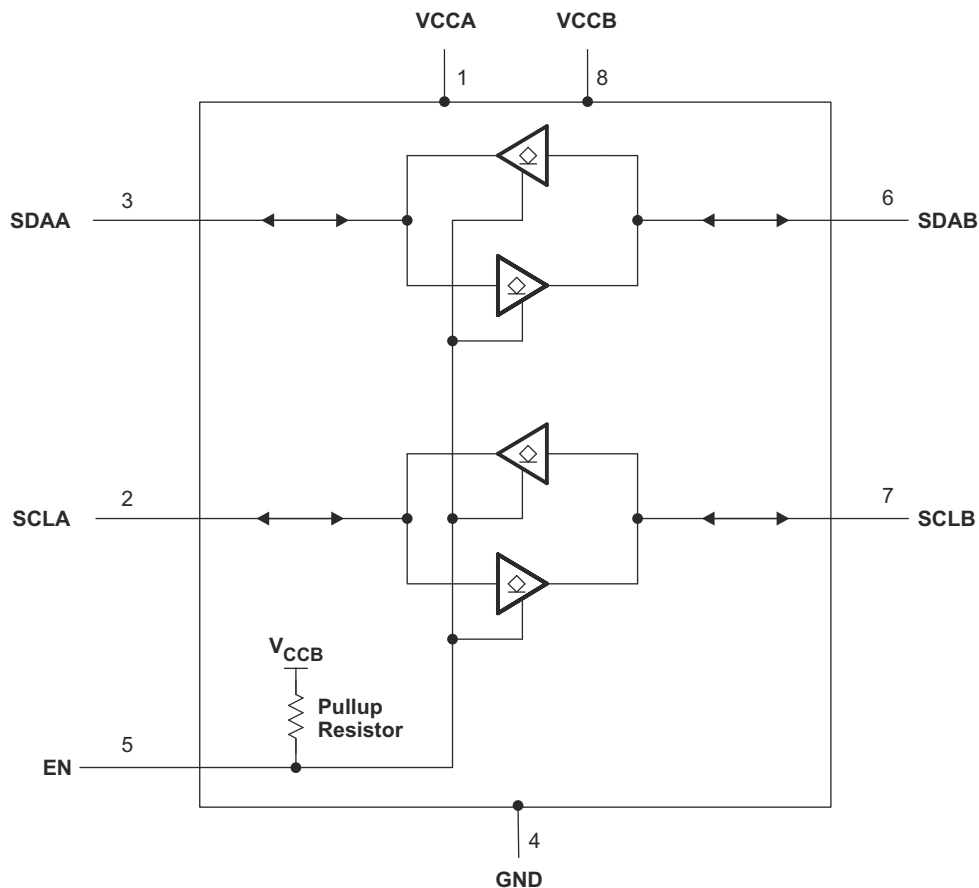 VCCA
VCCB
1
8
3
SDAA
6
SDAB
2
SCLA
7
SCLB
VCCB
Pullup
Resistor
5
EN
4
GND